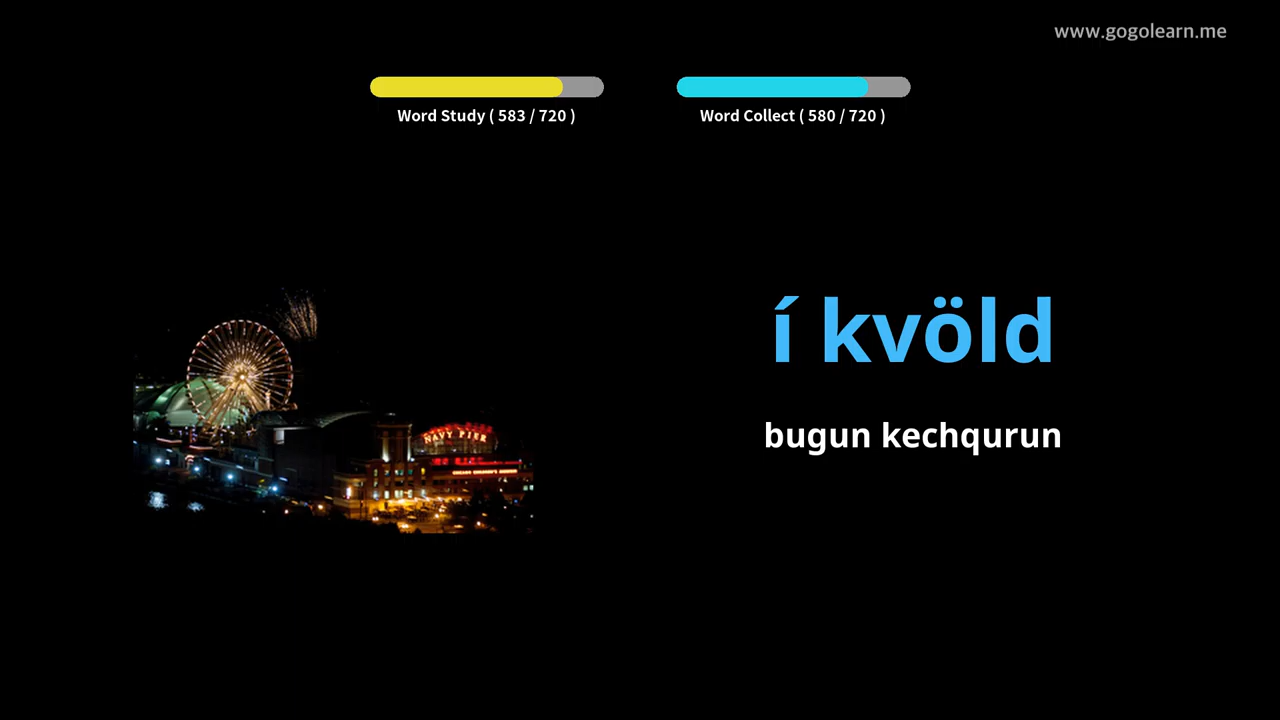 www.gogolearn.me
Word Study ( 583 / 720 )
Word Collect ( 580 / 720 )
í kvöld
bugun kechqurun
NAVY PIER